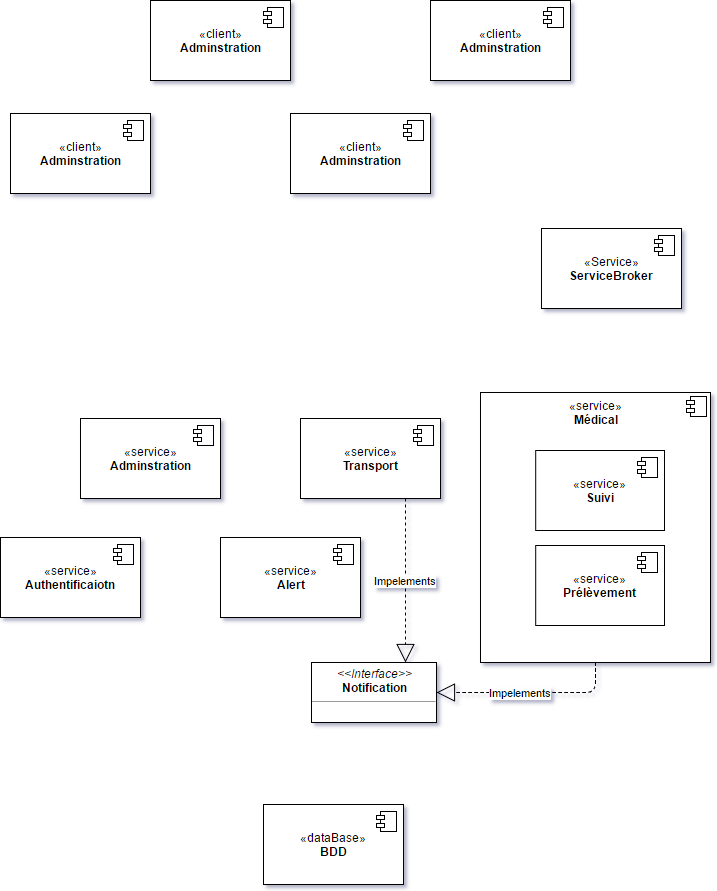 «client»
Adminstration
«client»
Adminstration
«client»
Adminstration
«client»
Adminstration
«Service»
ServiceBroker
«service»
Médical
«service»
Adminstration
«service»
Transport
«service»
Suivi
«service»
Authentificaiotn
«service»
Alert
«service»
Prélèvement
Impelements
<<Interface>>
Notification
Impelements
«dataBase»
BDD